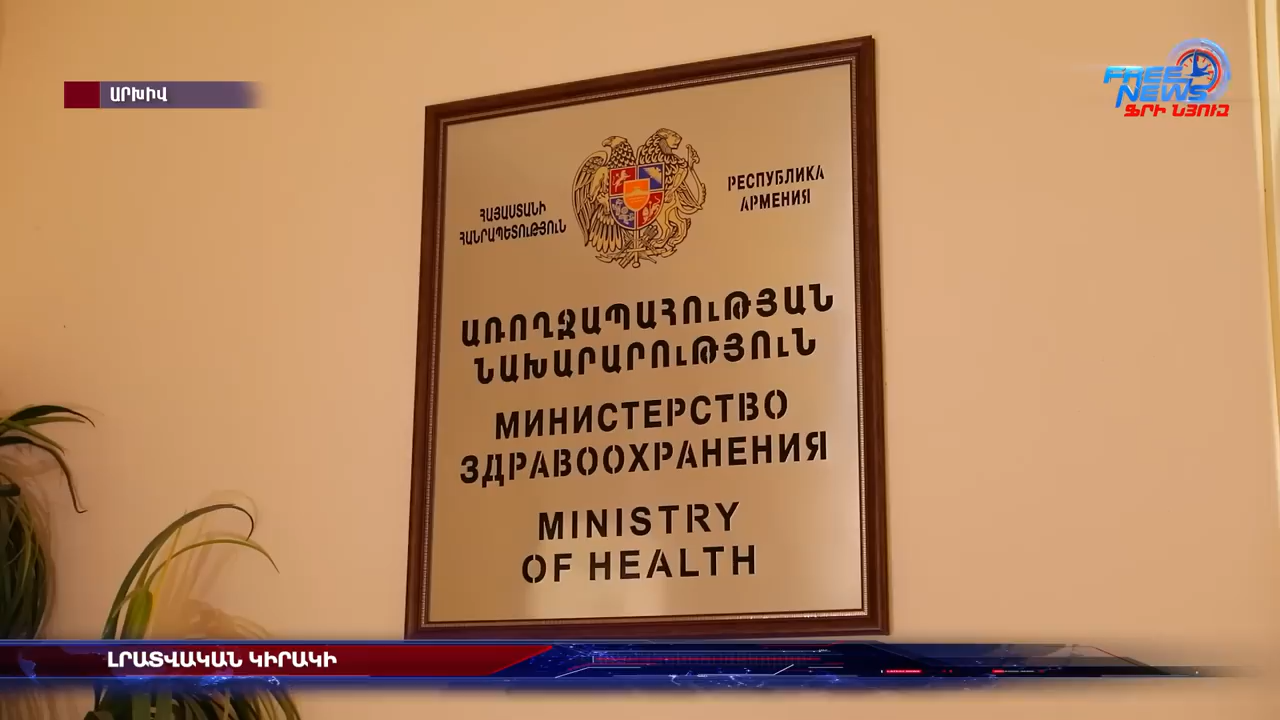 ԱՐԽԻՎ
FREE
NEWS
ՖՐԻ ՆՅՈՒԶ
ՀԱՅԱՍՏԱՆԻ
ՀԱՆՐԱՊԵՏՈւԹՅՈւՆ
РЕСПУБЛИКА
АРМЕНИЯ
ԱՌՈՂՋԱՊԱՀՈւԹՅԱՆ
ՆԱԽԱՐԱՐՈւԹՅՈւՆ
МИНИСТЕРСТВО
ЗДРАВООХРАНЕНИЯ
MINISTRY
OF HEALTH
ԼՐԱՏՎԱԿԱՆ ԿԻՐԱԿԻ